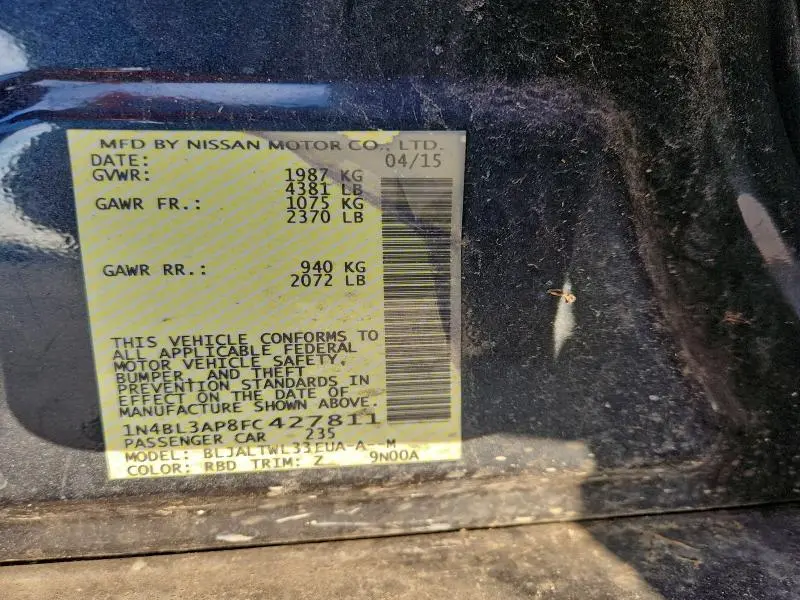 MFD BY NISSAN MOTOR CO., LTD.
DATE: 04/15
GVWR: 1987 KG
4381 LB
GAWR FR.: 1075 KG
2370 LB
GAWR RR.: 940 KG
2072 LB
THIS VEHICLE CONFORMS TO
ALL APPLICABLE FEDERAL
MOTOR VEHICLE SAFETY,
BUMPER, AND THEFT
PREVENTION STANDARDS IN
EFFECT ON THE DATE OF
MANUFACTURE SHOWN ABOVE.
1N4BL3AP8FC427811
PASSENGER CAR 235
MODEL: BLJALTWL33EUA-A--M
COLOR: RBD TRIM: Z 9N00A